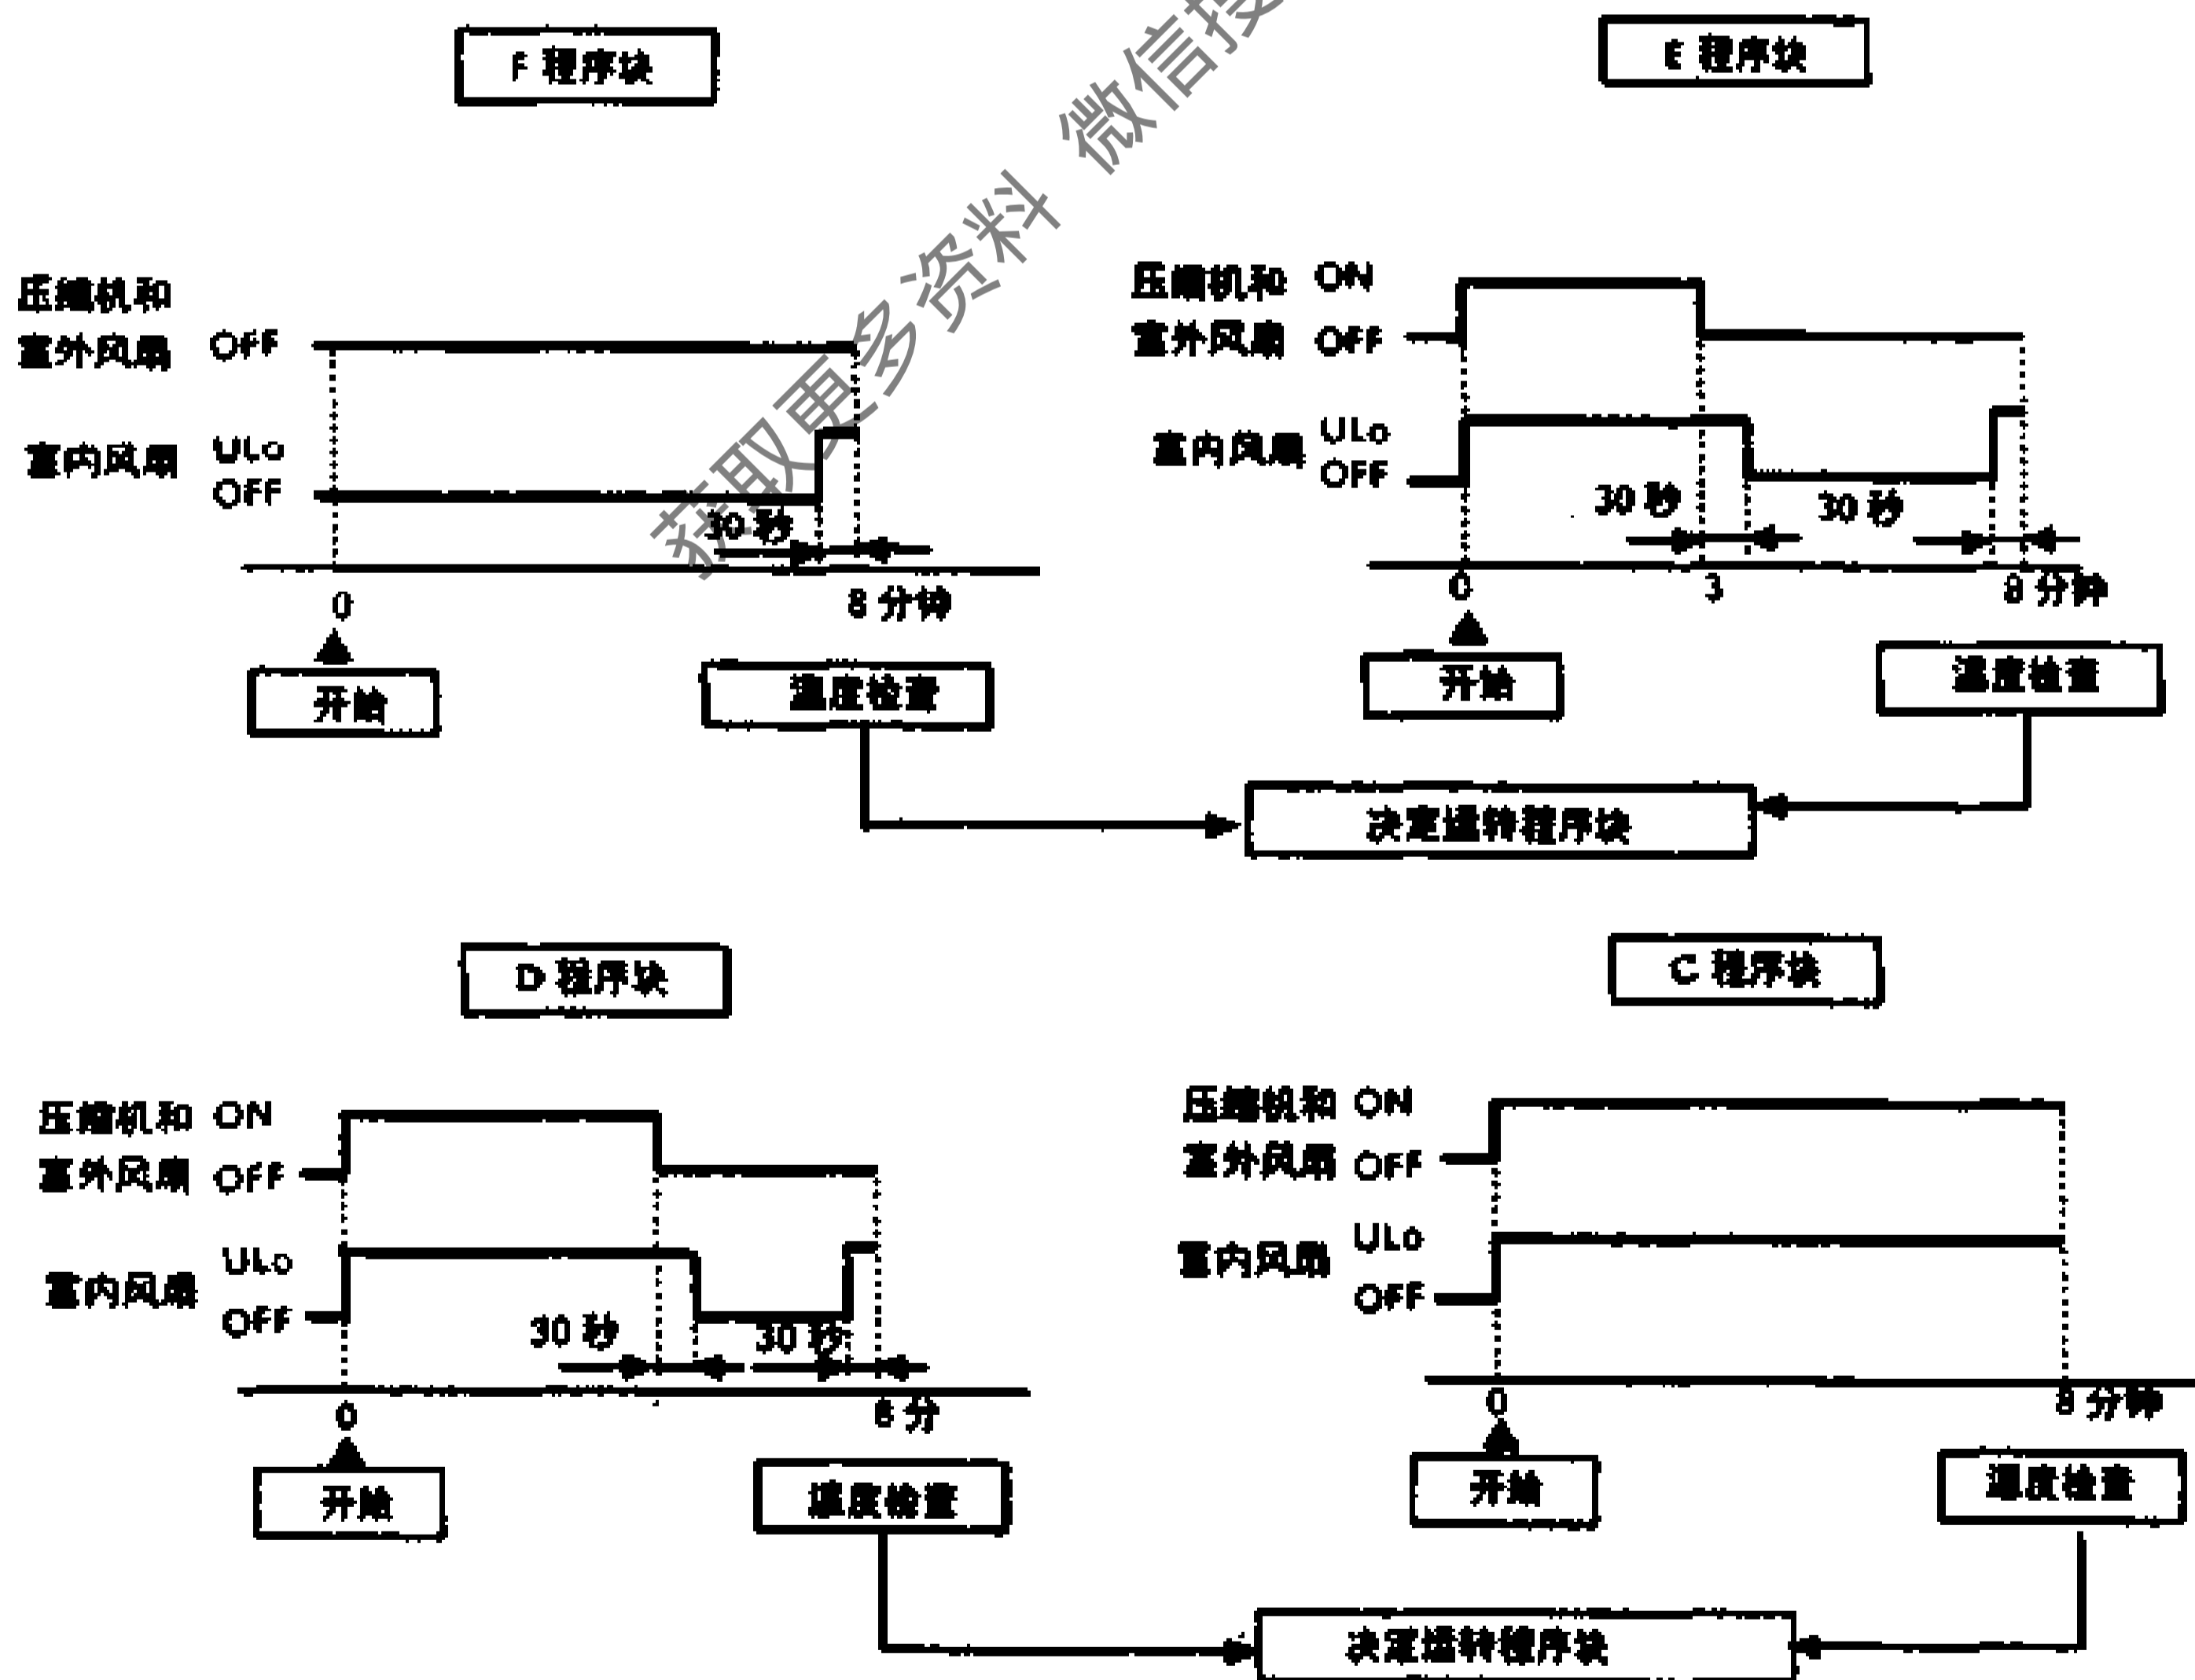 F 程序块
E 程序块
获取更多资料 微信搜
压缩机和
室外风扇 OFF
室内风扇 ULo
OFF
30 秒
0
8 分钟
开始
温度检查
压缩机和 ON
室外风扇 OFF
室内风扇 ULo
OFF
30 秒
30 秒
0
3
8 分钟
开始
温度检查
决定运转程序块
D 程序块
C 程序块
压缩机和 ON
室外风扇 OFF
室内风扇 ULo
OFF
30 秒
30 秒
0
8 分
开始
温度检查
压缩机和 ON
室外风扇 OFF
室内风扇 ULo
OFF
0
8 分钟
开始
温度检查
决定运转程序块